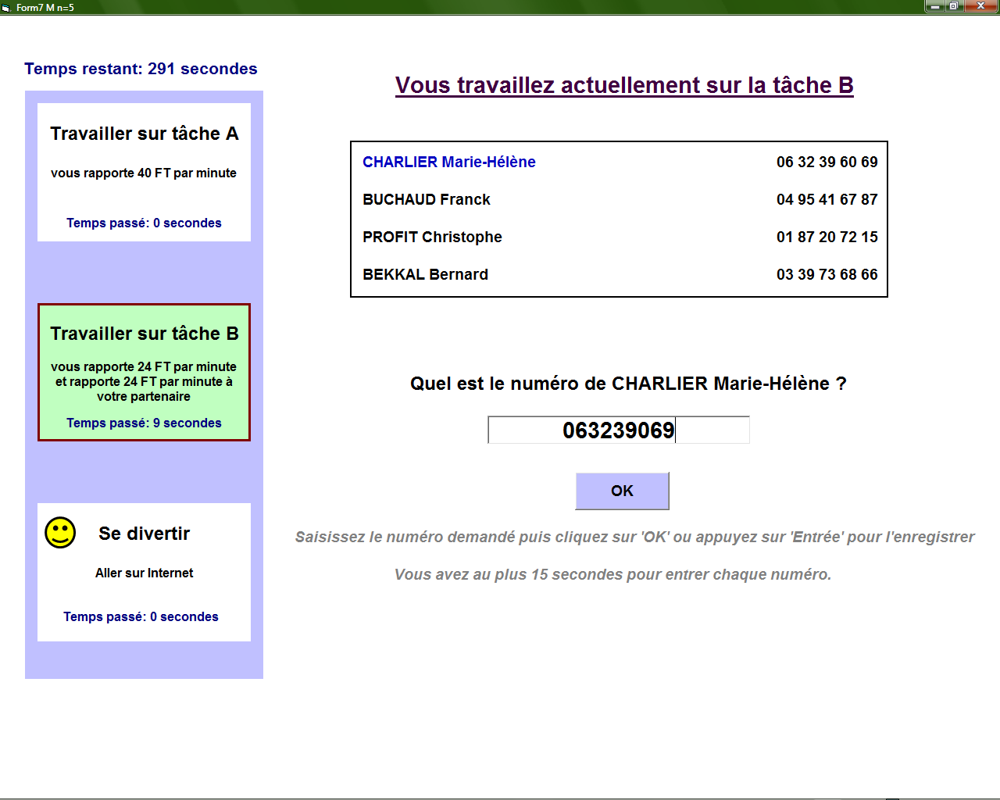 Form7 M n=5
Temps restant: 291 secondes
Travailler sur tâche A
vous rapporte 40 FT par minute
Temps passé: 0 secondes
Travailler sur tâche B
vous rapporte 24 FT par minute
et rapporte 24 FT par minute à
votre partenaire
Temps passé: 9 secondes
Se divertir
Aller sur Internet
Temps passé: 0 secondes
Vous travaillez actuellement sur la tâche B
CHARLIER Marie-Hélène 06 32 39 60 69
BUCHAUD Franck 04 95 41 67 87
PROFIT Christophe 01 87 20 72 15
BEKKAL Bernard 03 39 73 68 66
Quel est le numéro de CHARLIER Marie-Hélène ?
063239069
OK
Saisissez le numéro demandé puis cliquez sur 'OK' ou appuyez sur 'Entrée' pour l'enregistrer
Vous avez au plus 15 secondes pour entrer chaque numéro.